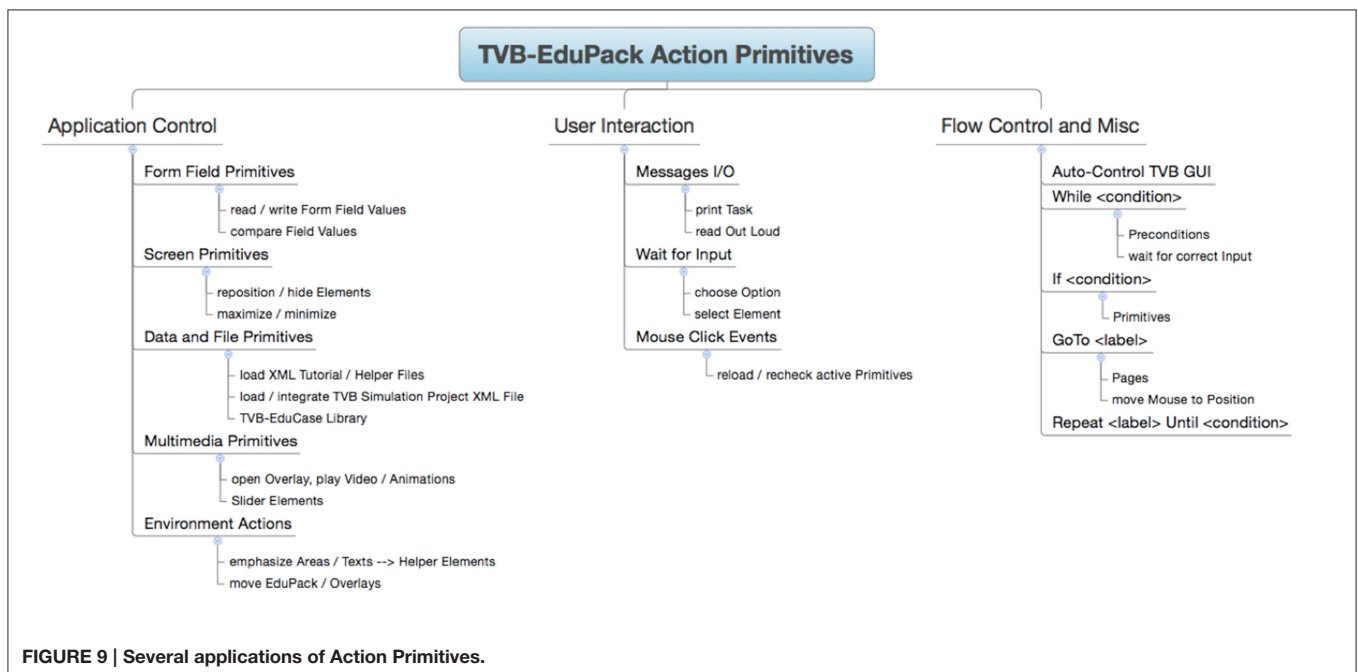 TVB-EduPack Action Primitives
Application Control
Form Field Primitives
read / write Form Field Values
compare Field Values
Screen Primitives
reposition / hide Elements
maximize / minimize
Data and File Primitives
load XML Tutorial / Helper Files
load / integrate TVB Simulation Project XML File
TVB-EduCase Library
Multimedia Primitives
open Overlay, play Video / Animations
Slider Elements
Environment Actions
emphasize Areas / Texts --> Helper Elements
move EduPack / Overlays
User Interaction
Messages I/O
print Task
read Out Loud
Wait for Input
choose Option
select Element
Mouse Click Events
reload / recheck active Primitives
Flow Control and Misc
Auto-Control TVB GUI
While <condition>
Preconditions
wait for correct Input
If <condition>
Primitives
GoTo <label>
Pages
move Mouse to Position
Repeat <label> Until <condition>
FIGURE 9 | Several applications of Action Primitives.